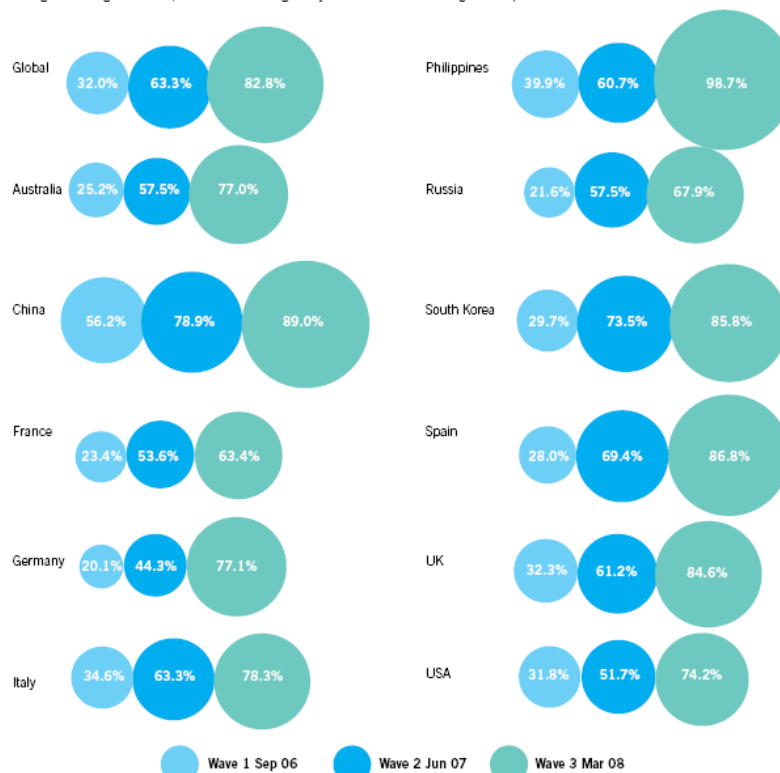 Global 32.0% 63.3% 82.8%
Australia 25.2% 57.5% 77.0%
China 56.2% 78.9% 89.0%
France 23.4% 53.6% 63.4%
Germany 20.1% 44.3% 77.1%
Italy 34.6% 63.3% 78.3%
Philippines 39.9% 60.7% 98.7%
Russia 21.6% 57.5% 67.9%
South Korea 29.7% 73.5% 85.8%
Spain 28.0% 69.4% 86.8%
UK 32.3% 61.2% 84.6%
USA 31.8% 51.7% 74.2%
Wave 1 Sep 06 Wave 2 Jun 07 Wave 3 Mar 08